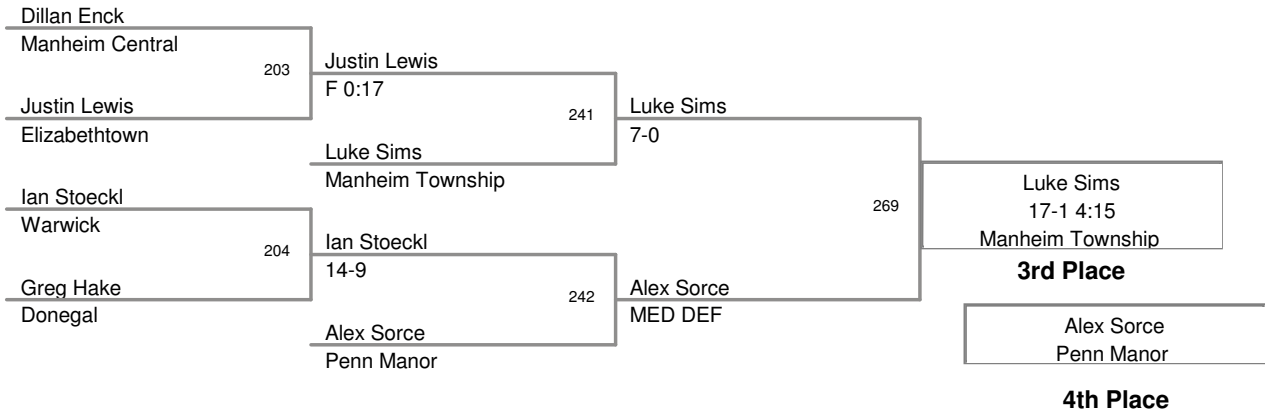 Dillan Enck
Manheim Central
203
Justin Lewis
Elizabethtown
Justin Lewis
F 0:17
241
Luke Sims
Manheim Township
Luke Sims
7-0
Ian Stoeckl
Warwick
204
Greg Hake
Donegal
Ian Stoeckl
14-9
242
Alex Sorce
Penn Manor
Alex Sorce
MED DEF
269
Luke Sims
17-1 4:15
Manheim Township
3rd Place
Alex Sorce
Penn Manor
4th Place